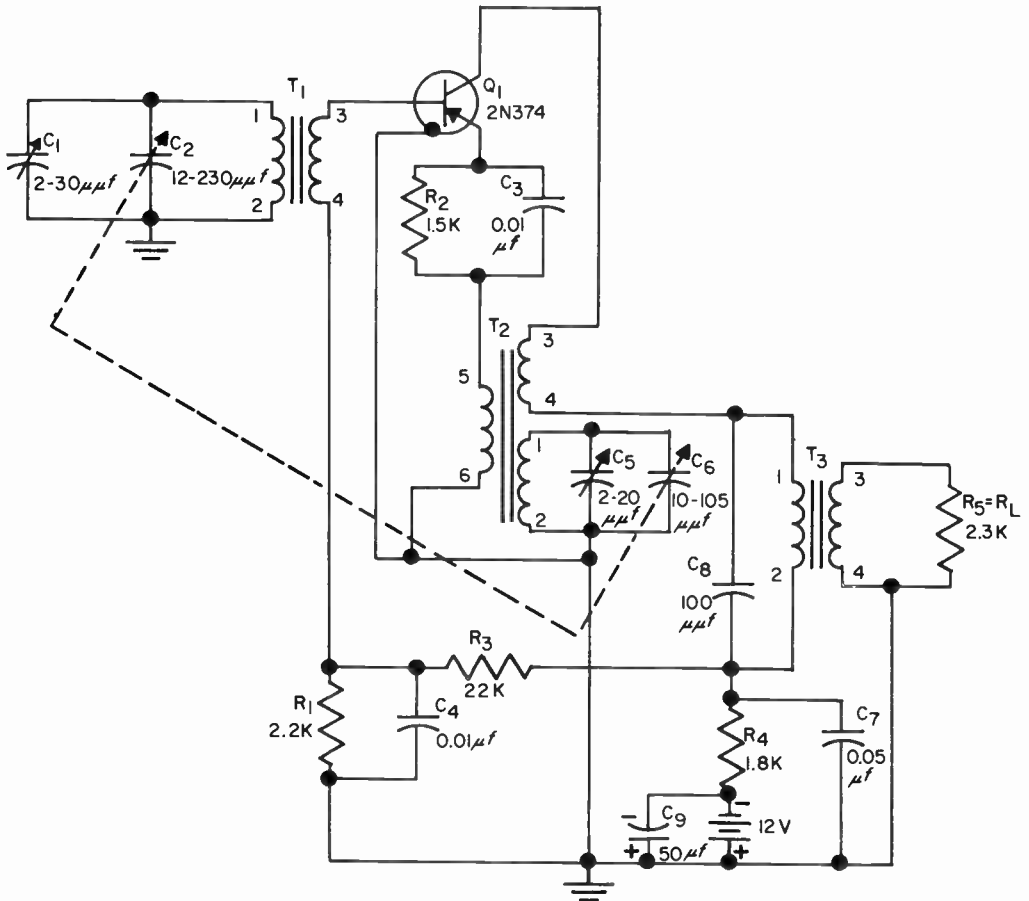 T1
1
2
3
4
C1
2-30μμf
C2
12-230μμf
Q1
2N374
R2
1.5K
C3
0.01
μf
T2
3
4
5
6
1
2
C5
2-20
μμf
C6
10-105
μμf
T3
1
2
3
4
R5=RL
2.3K
C8
100
μμf
R3
22K
R1
2.2K
C4
0.01μf
R4
1.8K
C7
0.05
μf
-
C9
+
50μf
-
12V
+